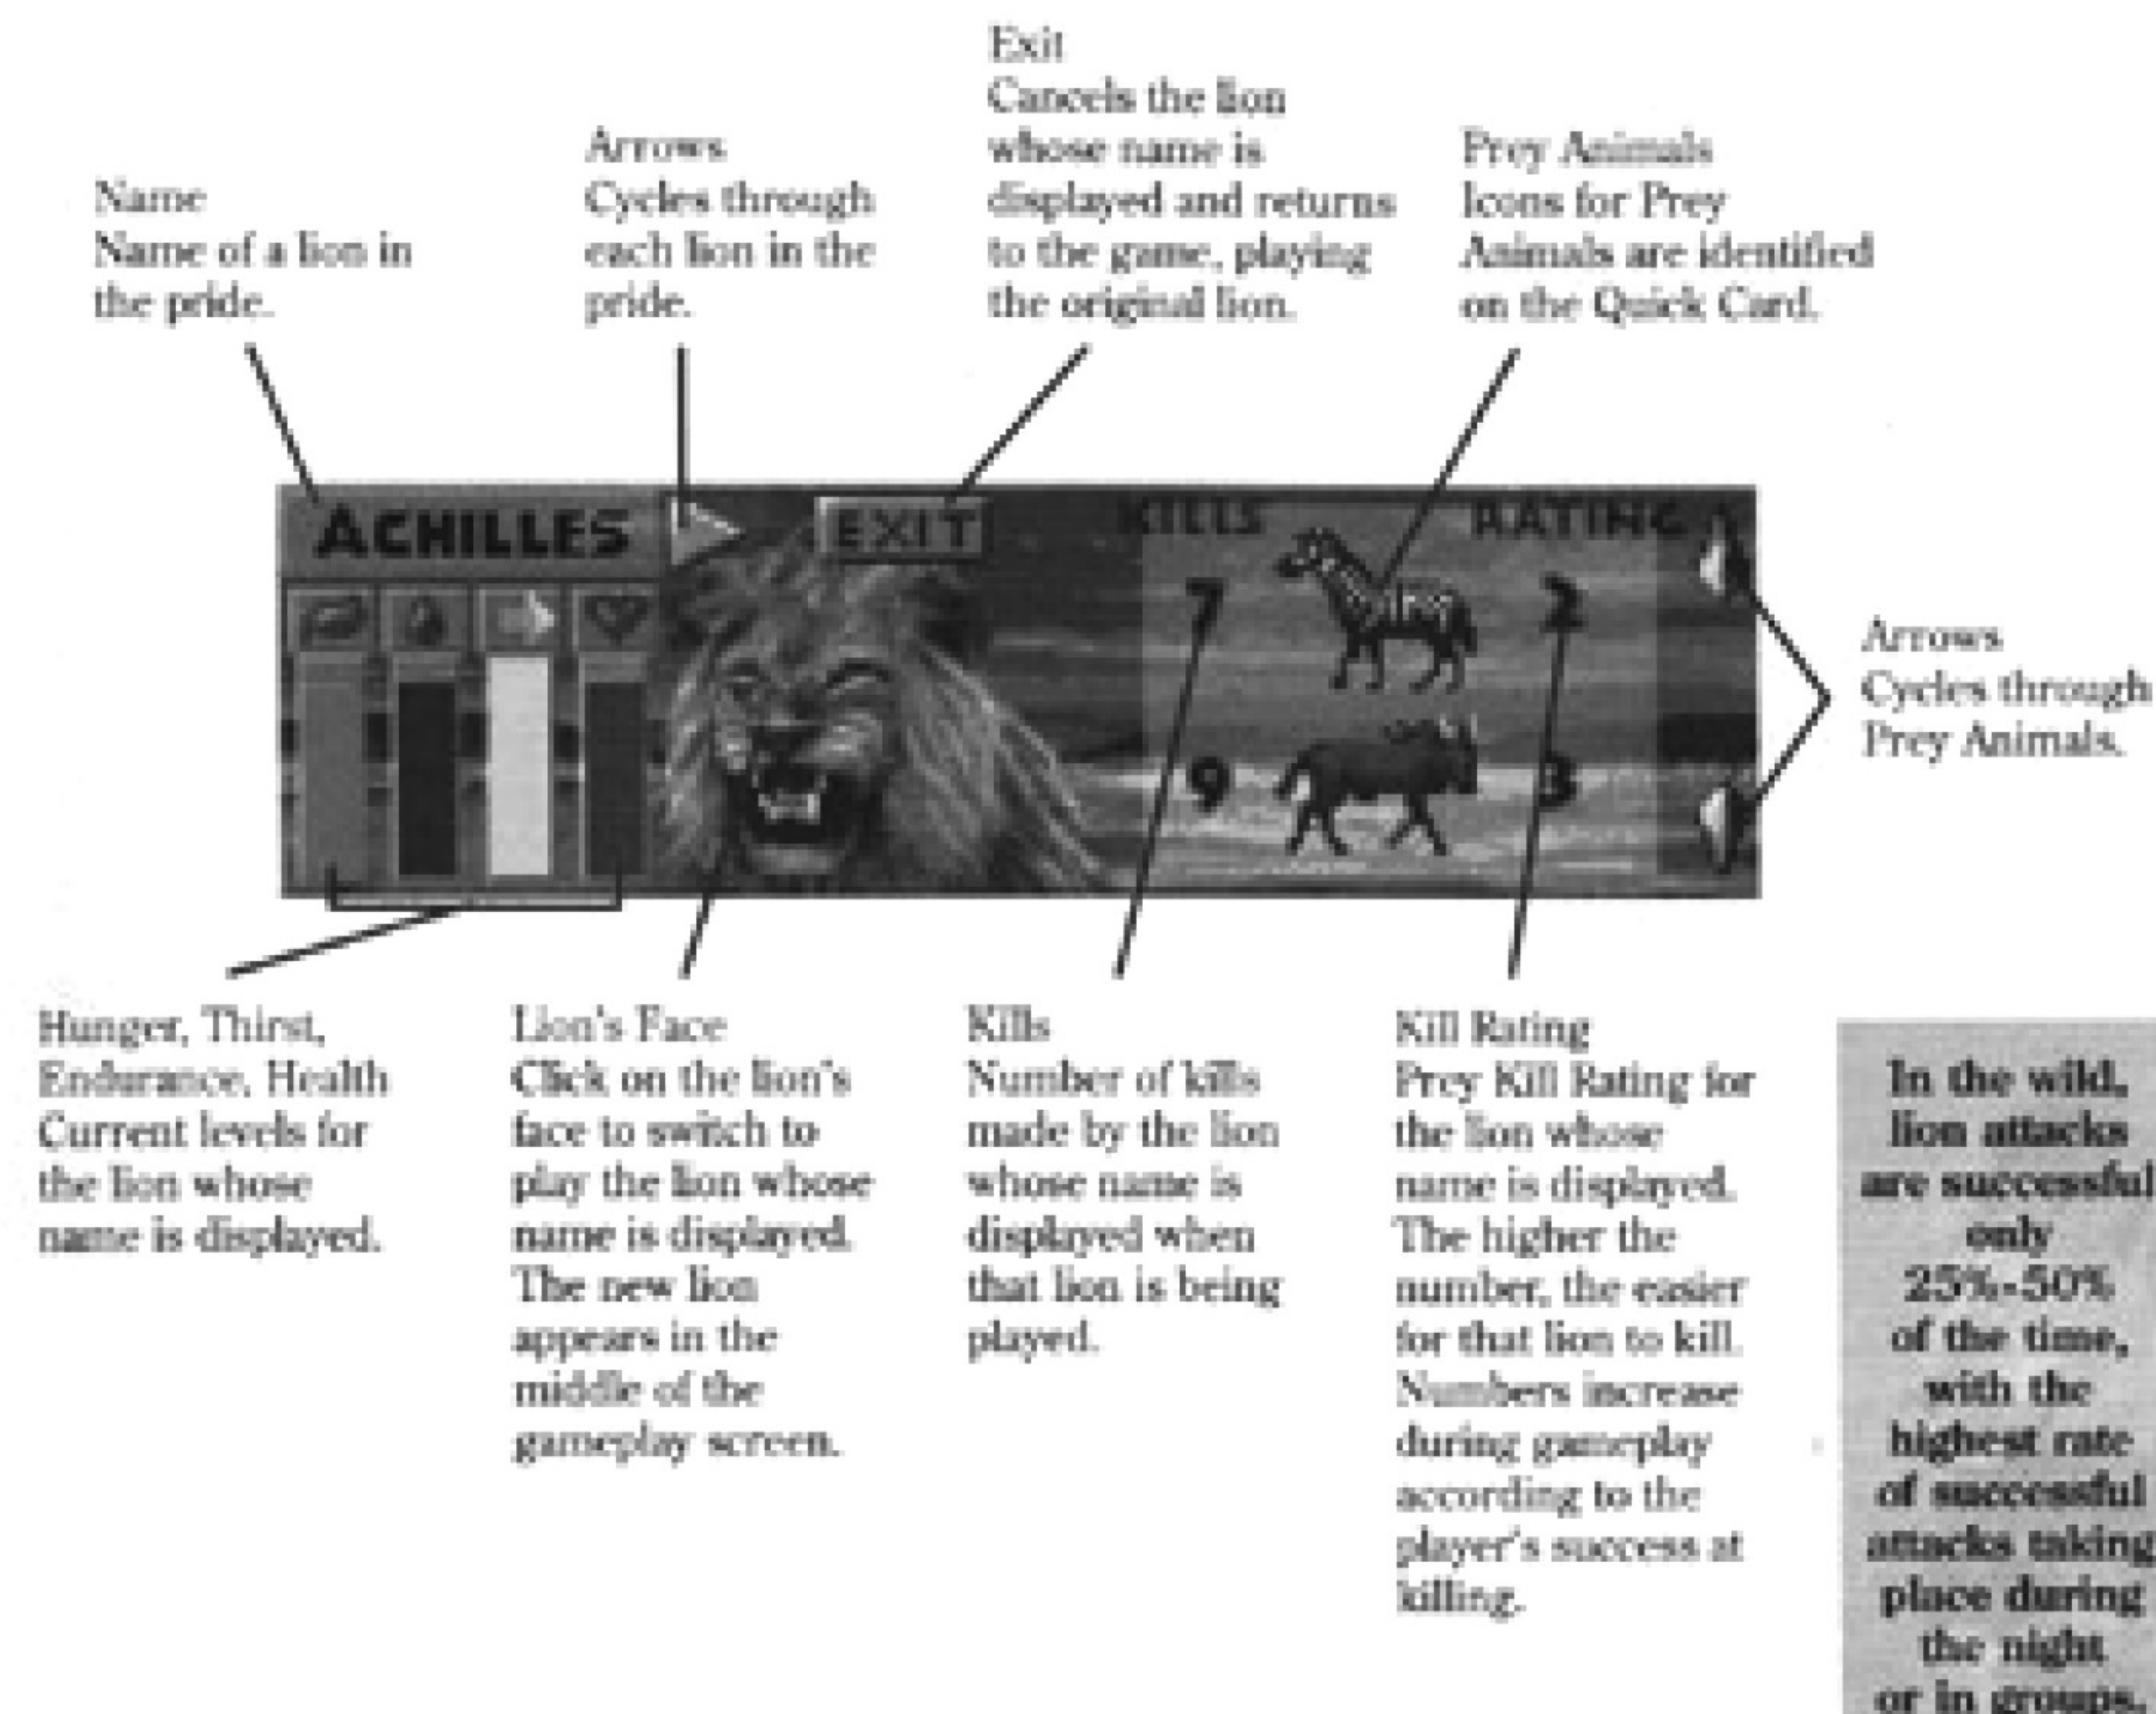 Name
Name of a lion in
the pride.
Arrows
Cycles through
each lion in the
pride.
Exit
Cancels the lion
whose name is
displayed and returns
to the game, playing
the original lion.
Prey Animals
Icons for Prey
Animals are identified
on the Quick Card.
ACHILLES
EXIT
KILLS
RATING
7
2
9
3
Arrows
Cycles through
Prey Animals.
Hunger, Thirst,
Endurance, Health
Current levels for
the lion whose
name is displayed.
Lion's Face
Click on the lion's
face to switch to
play the lion whose
name is displayed.
The new lion
appears in the
middle of the
gameplay screen.
Kills
Number of kills
made by the lion
whose name is
displayed when
that lion is being
played.
Kill Rating
Prey Kill Rating for
the lion whose
name is displayed.
The higher the
number, the easier
for that lion to kill.
Numbers increase
during gameplay
according to the
player's success at
killing.
In the wild,
lion attacks
are successful
only
25%-50%
of the time,
with the
highest rate
of successful
attacks taking
place during
the night
or in groups.